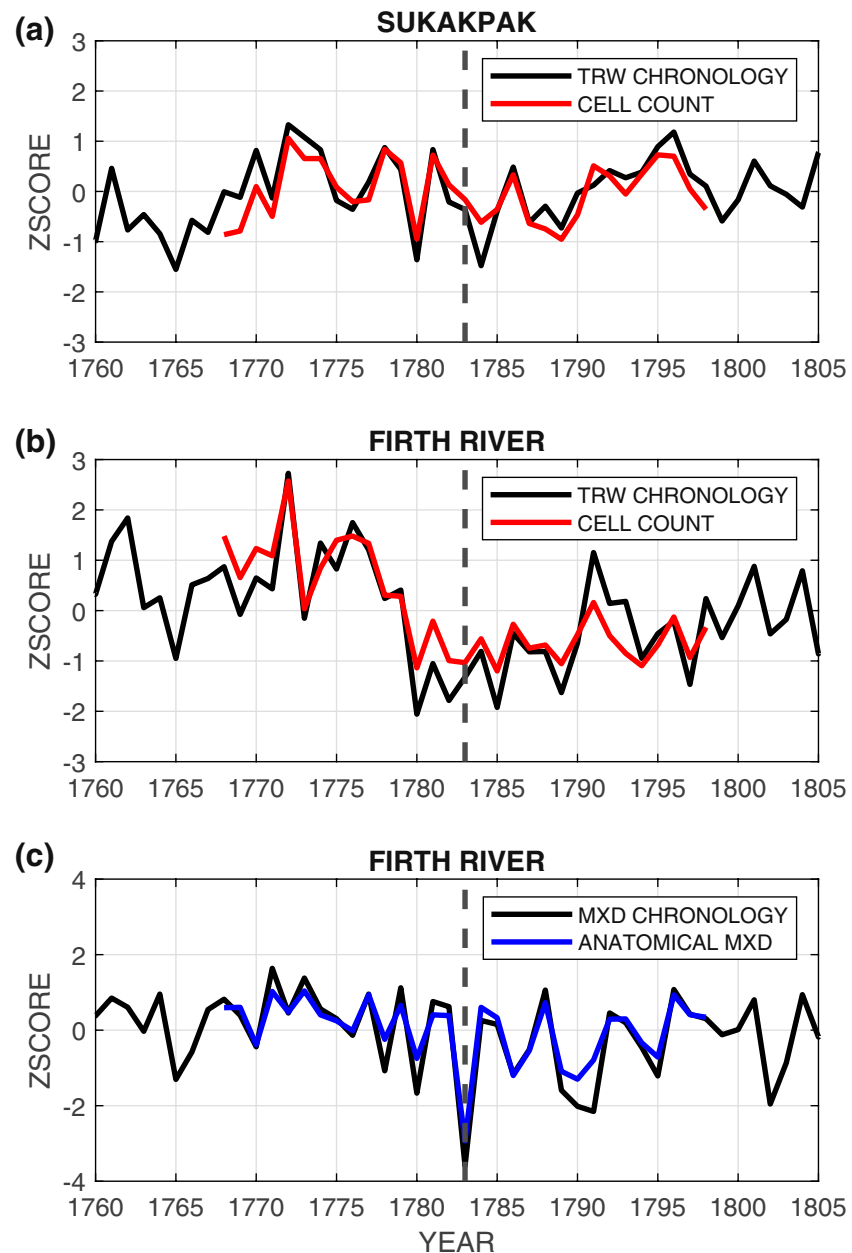 (a)
SUKAKPAK
3
2
1
0
-1
-2
-3
ZSCORE
TRW CHRONOLOGY
CELL COUNT
1760 1765 1770 1775 1780 1785 1790 1795 1800 1805
(b)
FIRTH RIVER
3
2
1
0
-1
-2
-3
ZSCORE
TRW CHRONOLOGY
CELL COUNT
1760 1765 1770 1775 1780 1785 1790 1795 1800 1805
(c)
FIRTH RIVER
4
2
0
-2
-4
ZSCORE
MXD CHRONOLOGY
ANATOMICAL MXD
1760 1765 1770 1775 1780 1785 1790 1795 1800 1805
YEAR